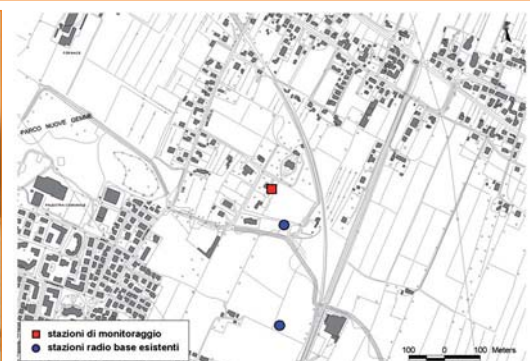 PARCO NUOVE GEMME
stazioni di monitoraggio
stazioni radio base esistenti
100 0 100 Meters